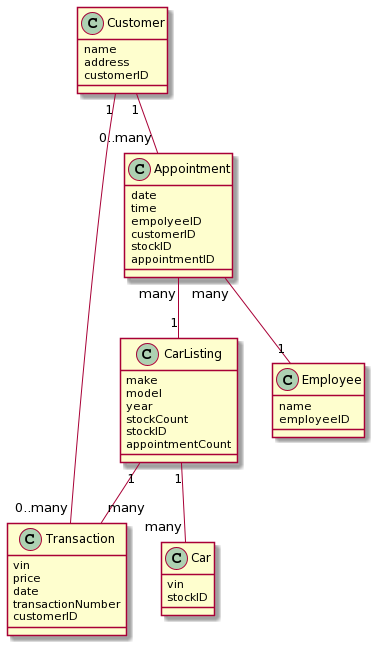 C Customer
name
address
customerID
1 1
0..many
C Appointment
date
time
empolyeeID
customerID
stockID
appointmentID
many many
1
1
C CarListing
make
model
year
stockCount
stockID
appointmentCount
C Employee
name
employeeID
1 1
0..many many
many
C Transaction
vin
price
date
transactionNumber
customerID
C Car
vin
stockID